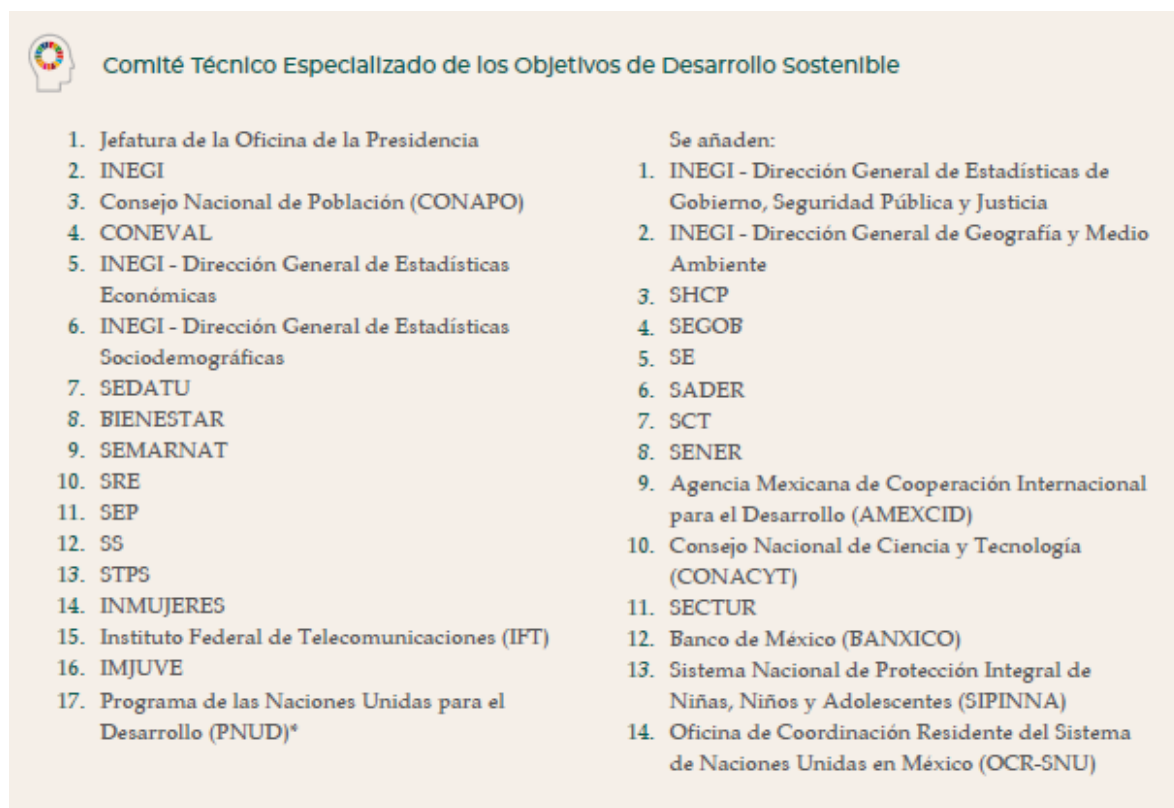 Comité Técnico Especializado de los Objetivos de Desarrollo Sostenible
1. Jefatura de la Oficina de la Presidencia
2. INEGI
3. Consejo Nacional de Población (CONAPO)
4. CONEVAL
5. INEGI - Dirección General de Estadísticas
Económicas
6. INEGI - Dirección General de Estadísticas
Sociodemográficas
7. SEDATU
8. BIENESTAR
9. SEMARNAT
10. SRE
11. SEP
12. SS
13. STPS
14. INMUJERES
15. Instituto Federal de Telecomunicaciones (IFT)
16. IMJUVE
17. Programa de las Naciones Unidas para el
Desarrollo (PNUD)*
Se añaden:
1. INEGI - Dirección General de Estadísticas de
Gobierno, Seguridad Pública y Justicia
2. INEGI - Dirección General de Geografía y Medio
Ambiente
3. SHCP
4. SEGOB
5. SE
6. SADER
7. SCT
8. SENER
9. Agencia Mexicana de Cooperación Internacional
para el Desarrollo (AMEXCID)
10. Consejo Nacional de Ciencia y Tecnología
(CONACYT)
11. SECTUR
12. Banco de México (BANXICO)
13. Sistema Nacional de Protección Integral de
Niñas, Niños y Adolescentes (SIPINNA)
14. Oficina de Coordinación Residente del Sistema
de Naciones Unidas en México (OCR-SNU)